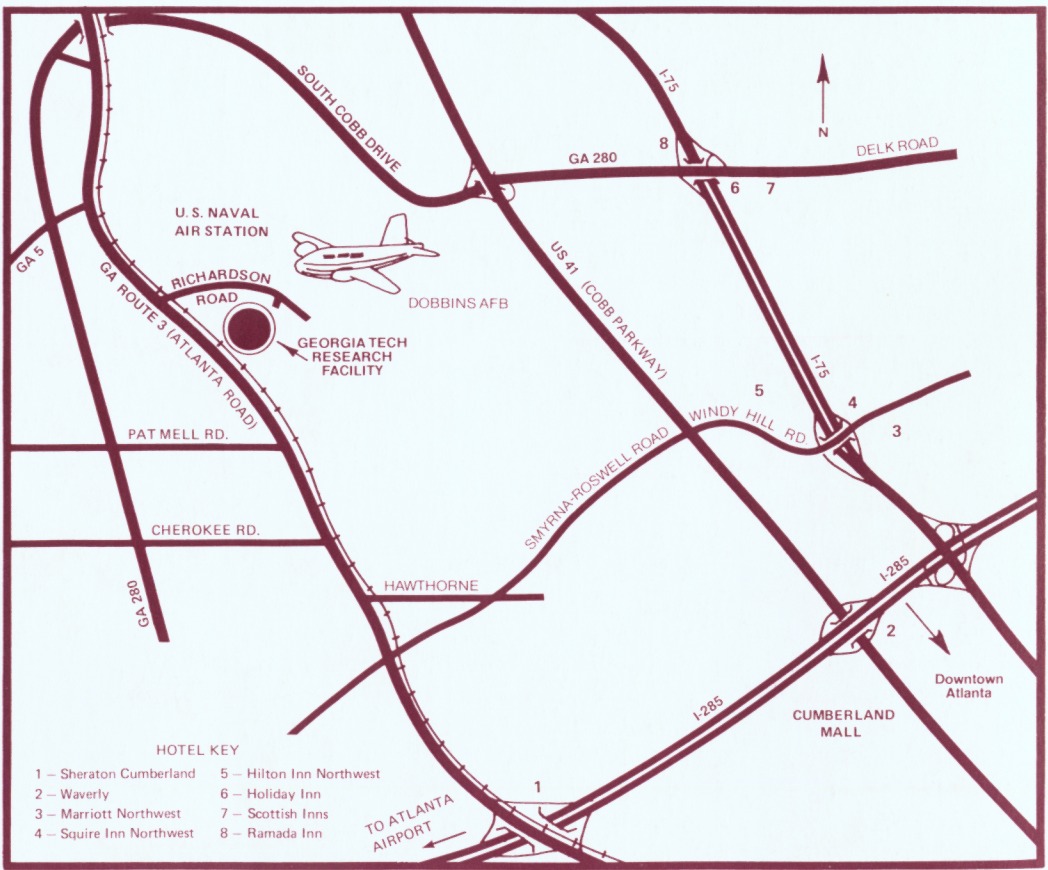 I-75
N
SOUTH COBB DRIVE
8
GA 280
DELK ROAD
6
7
U. S. NAVAL
AIR STATION
GA 5
RICHARDSON
ROAD
DOBBINS AFB
US 41 (COBB PARKWAY)
GA ROUTE 3 (ATLANTA ROAD)
GEORGIA TECH
RESEARCH
FACILITY
I-75
5
4
3
WINDY HILL RD.
PAT MELL RD.
SMYRNA-ROSWELL ROAD
CHEROKEE RD.
GA 280
HAWTHORNE
I-285
2
Downtown
Atlanta
I-285
CUMBERLAND
MALL
HOTEL KEY
1 — Sheraton Cumberland
2 — Waverly
3 — Marriott Northwest
4 — Squire Inn Northwest
5 — Hilton Inn Northwest
6 — Holiday Inn
7 — Scottish Inns
8 — Ramada Inn
1
TO ATLANTA
AIRPORT